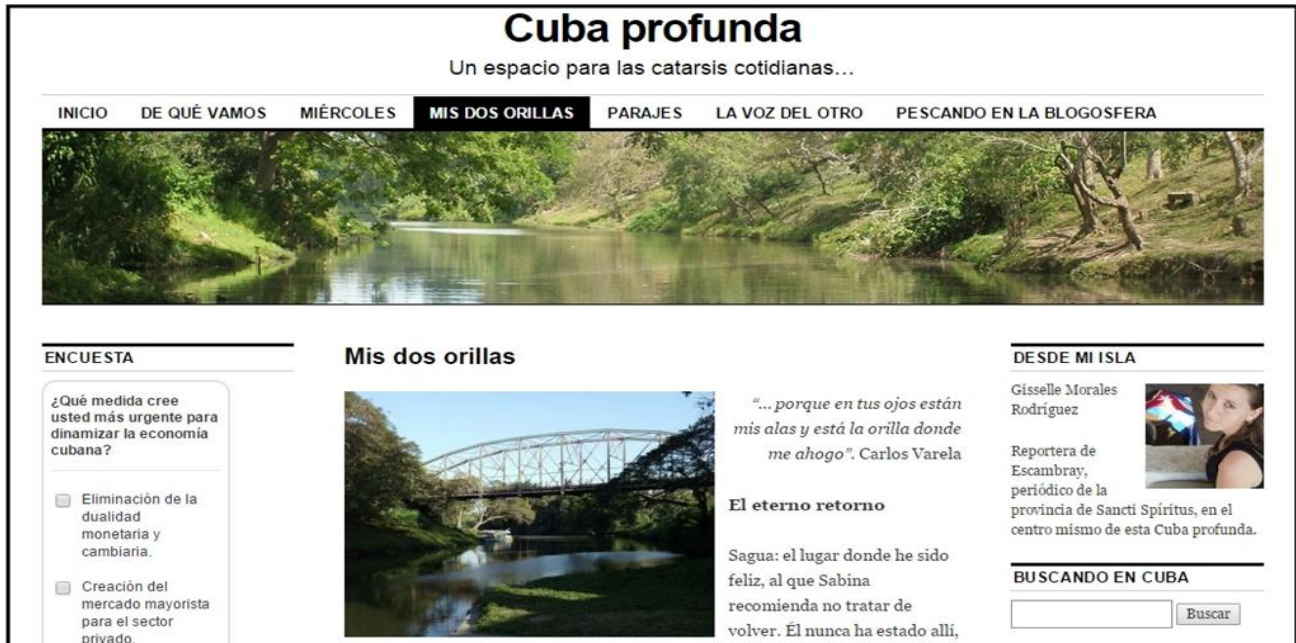 Cuba profunda
Un espacio para las catarsis cotidianas…
INICIO DE QUÉ VAMOS MIÉRCOLES MIS DOS ORILLAS PARAJES LA VOZ DEL OTRO PESCANDO EN LA BLOGOSFERA
ENCUESTA
¿Qué medida cree
usted más urgente para
dinamizar la economía
cubana?
Eliminación de la
dualidad
monetaria y
cambiaria.
Creación del
mercado mayorista
para el sector
privado.
Mis dos orillas
“… porque en tus ojos están
mis alas y está la orilla donde
me ahogo”. Carlos Varela
El eterno retorno
Sagua: el lugar donde he sido
feliz, al que Sabina
recomienda no tratar de
volver. Él nunca ha estado allí,
DESDE MI ISLA
Gisselle Morales
Rodríguez
Reportera de
Escambray,
periódico de la
provincia de Sancti Spíritus, en el
centro mismo de esta Cuba profunda.
BUSCANDO EN CUBA
Buscar